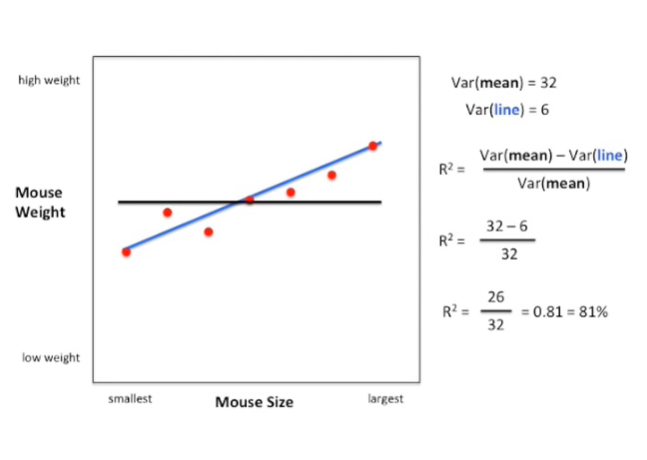 high weight
Mouse
Weight
low weight
smallest
Mouse Size
largest
Var(mean) = 32
Var(line) = 6
R² =
Var(mean) – Var(line)
Var(mean)
R² =
32 – 6
32
R² =
26
32
= 0.81 = 81%